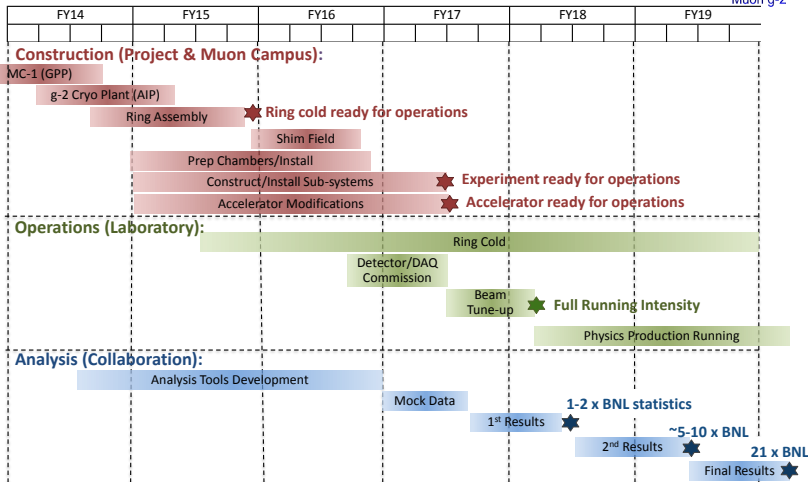 Muon g-2
FY14 FY15 FY16 FY17 FY18 FY19
Construction (Project & Muon Campus):
MC-1 (GPP)
g-2 Cryo Plant (AIP)
Ring Assembly
Ring cold ready for operations
Shim Field
Prep Chambers/Install
Construct/Install Sub-systems
Experiment ready for operations
Accelerator Modifications
Accelerator ready for operations
Operations (Laboratory):
Ring Cold
Detector/DAQ
Commission
Beam
Tune-up
Full Running Intensity
Physics Production Running
Analysis (Collaboration):
Analysis Tools Development
Mock Data
1-2 x BNL statistics
1st Results
~5-10 x BNL
2nd Results
21 x BNL
Final Results